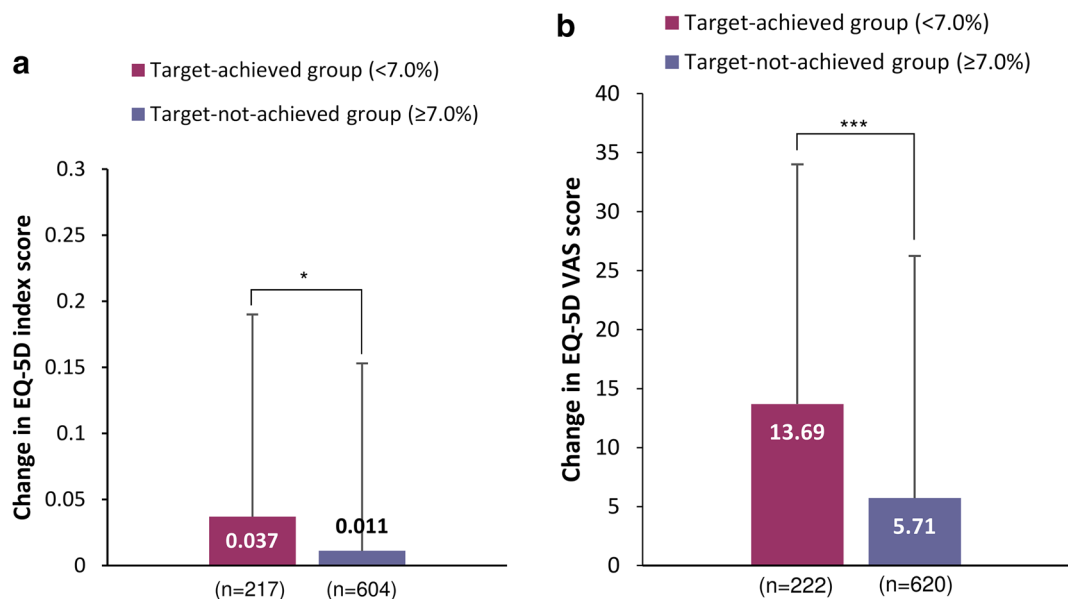 a
Target-achieved group (<7.0%)
Target-not-achieved group (≥7.0%)
Change in EQ-5D index score
0.3
0.25
0.2
0.15
0.1
0.05
0
*
0.037
0.011
(n=217)
(n=604)
b
Target-achieved group (<7.0%)
Target-not-achieved group (≥7.0%)
Change in EQ-5D VAS score
40
35
30
25
20
15
10
5
0
***
13.69
5.71
(n=222)
(n=620)